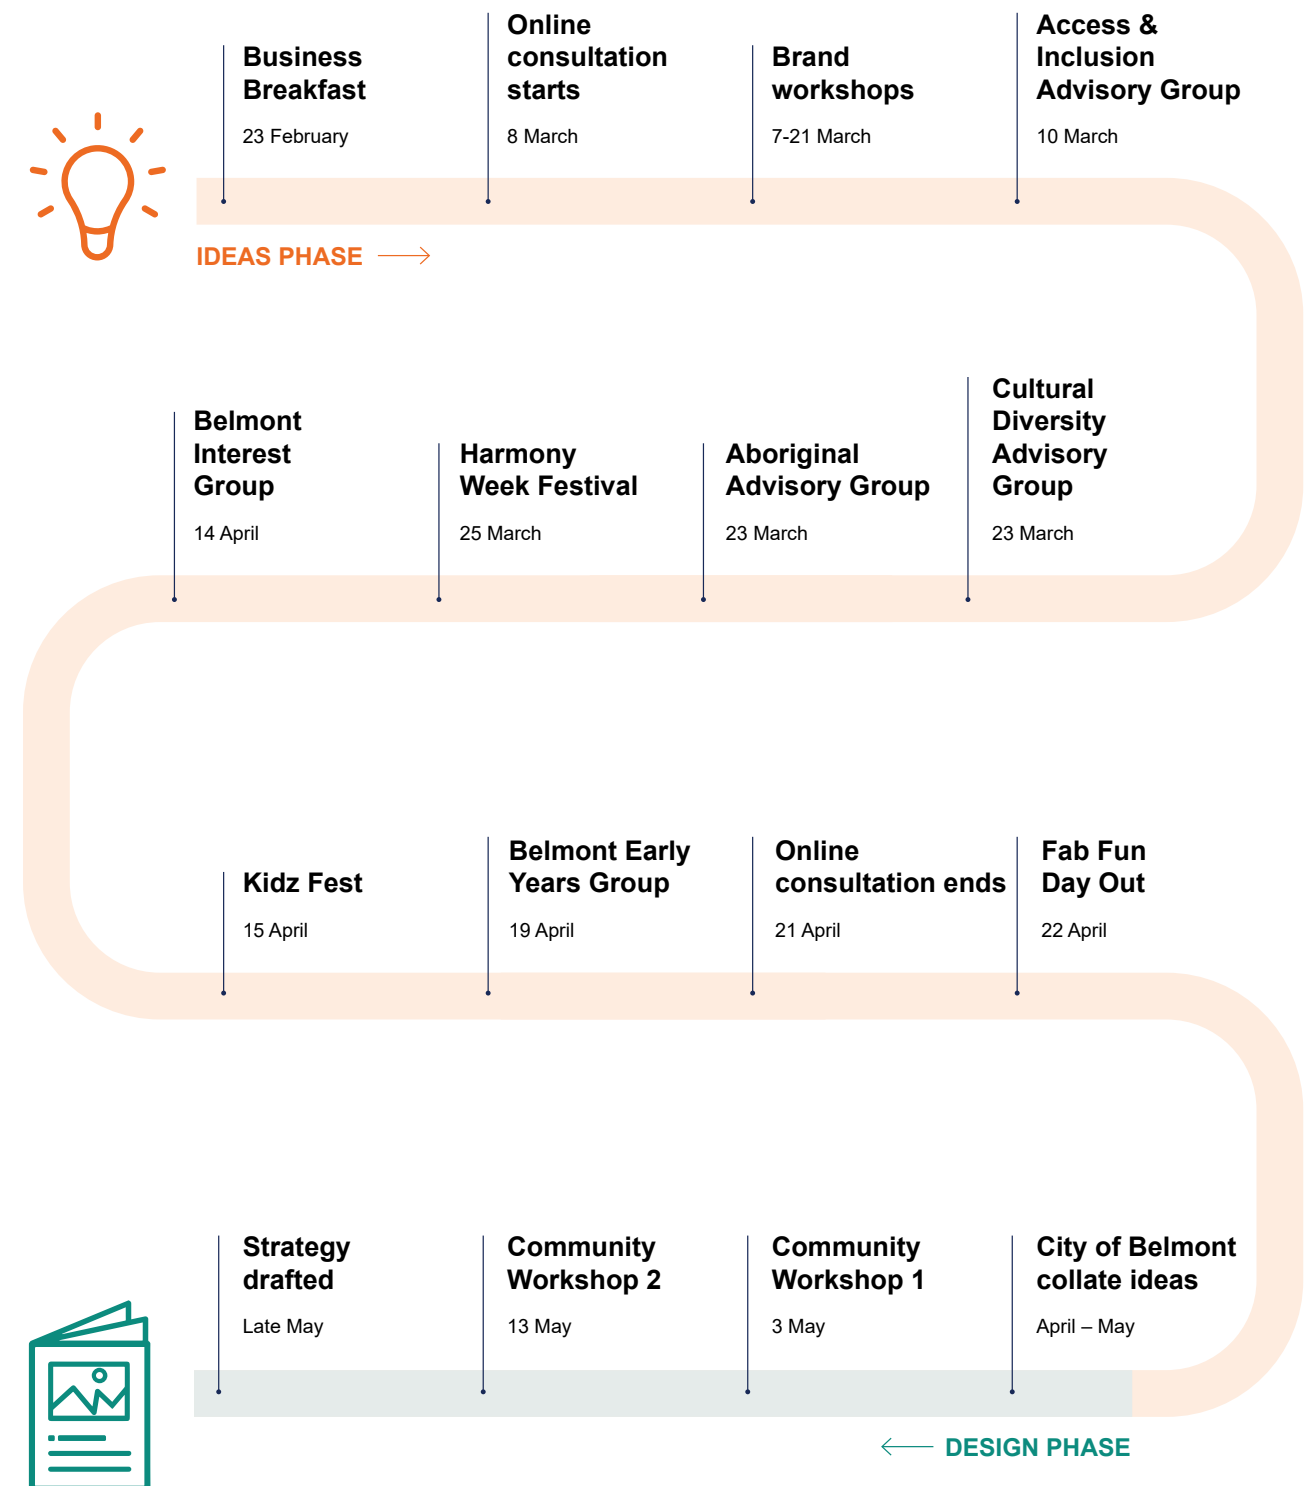 Business
Breakfast
23 February
Online
consultation
starts
8 March
Brand
workshops
7-21 March
Access &
Inclusion
Advisory Group
10 March
IDEAS PHASE
Cultural
Diversity
Advisory
Group
23 March
Aboriginal
Advisory Group
23 March
Harmony
Week Festival
25 March
Belmont
Interest
Group
14 April
Kidz Fest
15 April
Belmont Early
Years Group
19 April
Online
consultation ends
21 April
Fab Fun
Day Out
22 April
City of Belmont
collate ideas
April – May
Community
Workshop 1
3 May
Community
Workshop 2
13 May
Strategy
drafted
Late May
DESIGN PHASE